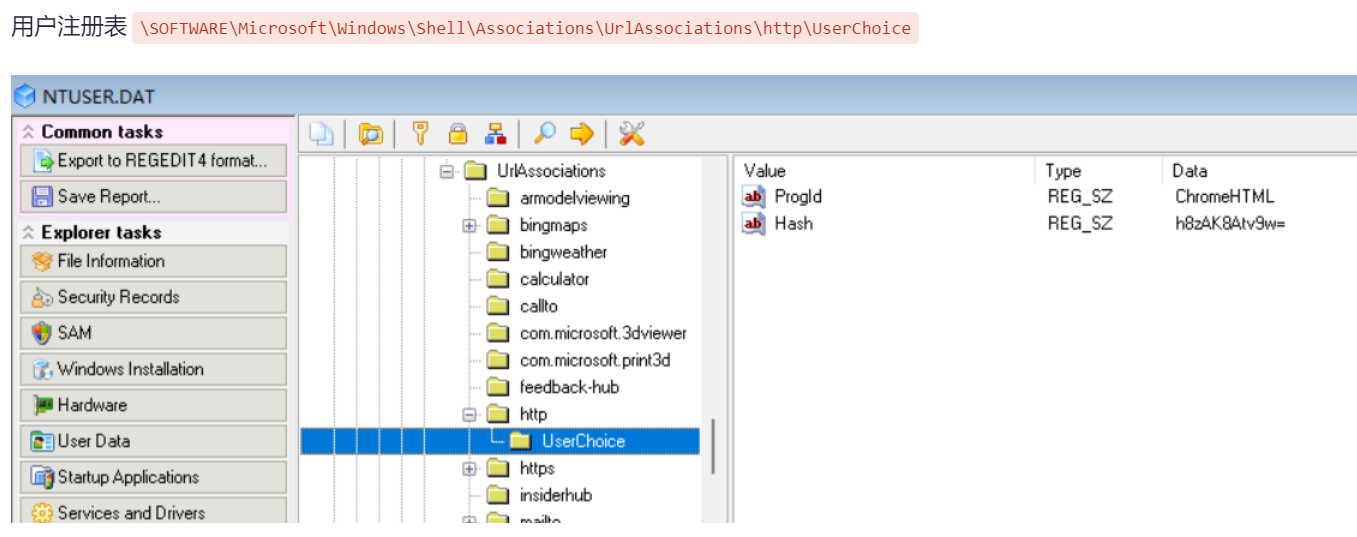 用户注册表 \SOFTWARE\Microsoft\Windows\Shell\Associations\UrlAssociations\http\UserChoice
NTUSER.DAT
Common tasks
Export to REGEDIT4 format...
Save Report...
Explorer tasks
File Information
Security Records
SAM
Windows Installation
Hardware
User Data
Startup Applications
Services and Drivers
UrlAssociations
armodelviewing
bingmaps
bingweather
calculator
callto
com.microsoft.3dviewer
com.microsoft.print3d
feedback-hub
http
UserChoice
https
insiderhub
mailto
Value Type Data
ab ProgId REG_SZ ChromeHTML
ab Hash REG_SZ h8zAK8Atv9w=